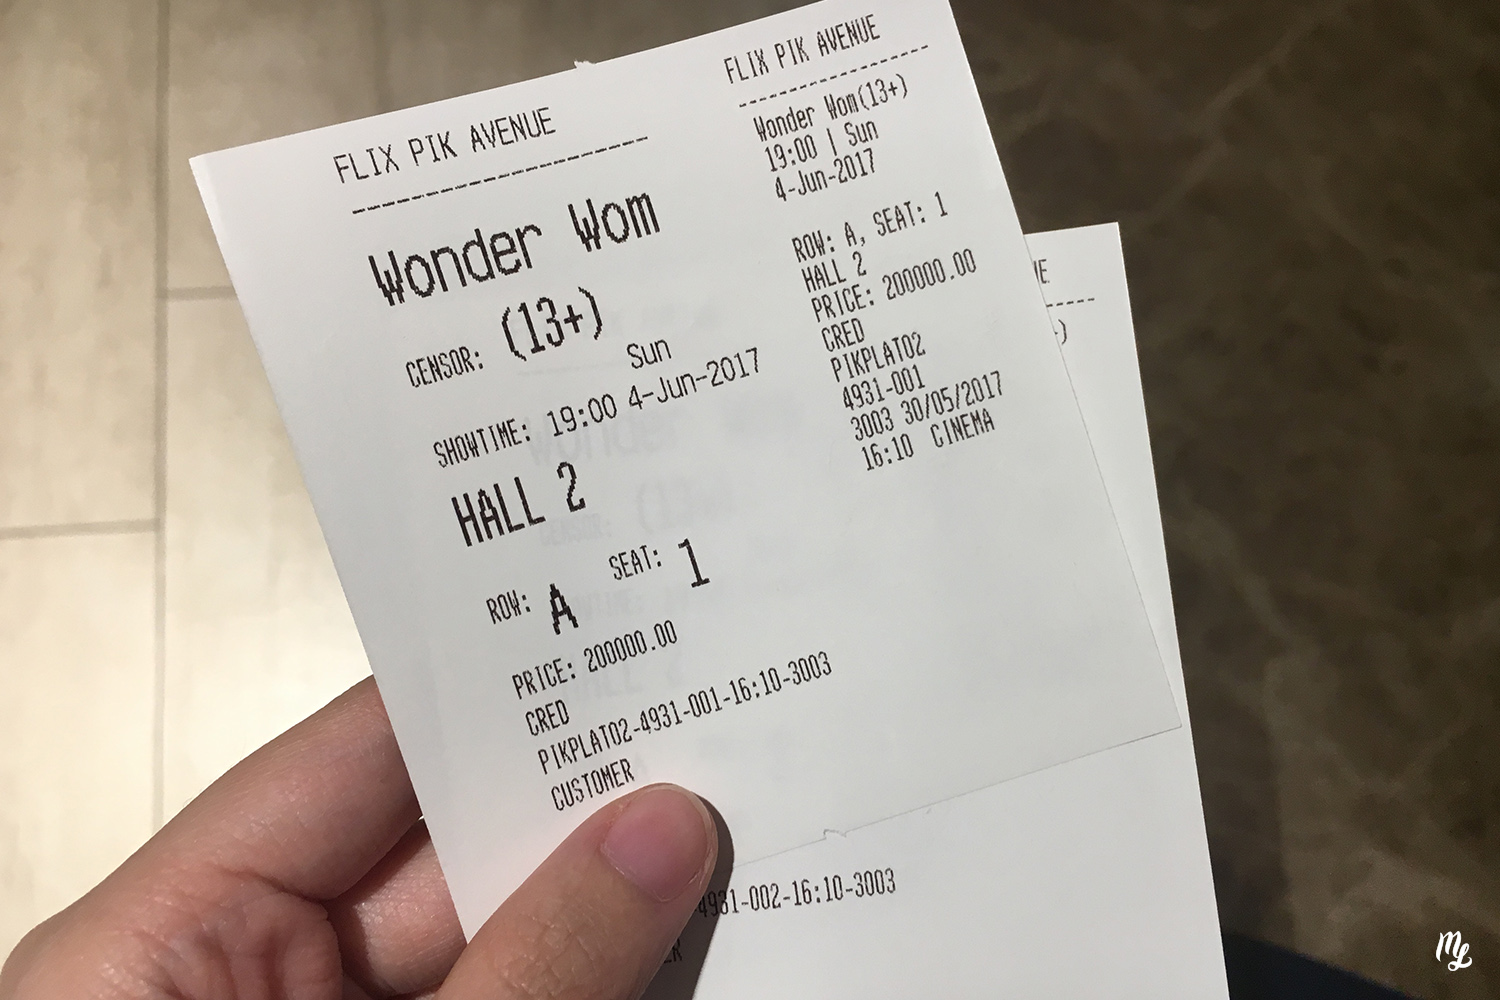 FLIX PIK AVENUE
--------------------------
Wonder Wom
CENSOR: (13+)
Sun
SHOWTIME: 19:00 4-Jun-2017
HALL 2
ROW: A SEAT: 1
PRICE: 200000.00
CRED
PIKPLATO2-4931-001-16:10-3003
CUSTOMER
FLIX PIK AVENUE
--------------------
Wonder Wom(13+)
19:00 | Sun
4-Jun-2017
ROW: A, SEAT: 1
HALL 2
PRICE: 200000.00
CRED
PIKPLATO2
4931-001
3003 30/05/2017
16:10 CINEMA
-4931-002-16:10-3003
ML